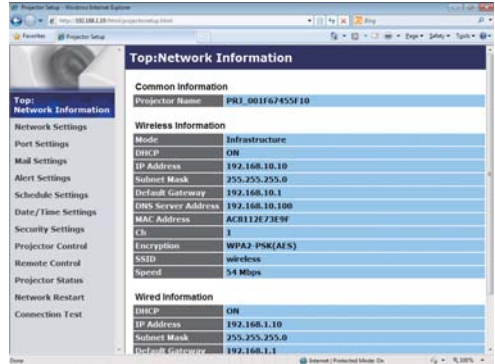 Projector Setup - Windows Internet Explorer
Bing
Favorites Projector Setup
Page Safety Tools
Top:Network Information
Common Information
Projector Name PRJ_001F67455F10
Top:
Network Information
Network Settings
Port Settings
Mail Settings
Alert Settings
Schedule Settings
Date/Time Settings
Security Settings
Projector Control
Remote Control
Projector Status
Network Restart
Connection Test
Wireless Information
Mode Infrastructure
DHCP ON
IP Address 192.168.10.10
Subnet Mask 255.255.255.0
Default Gateway 192.168.10.1
DNS Server Address 192.168.10.100
MAC Address AC8112E73E9F
Ch 1
Encryption WPA2-PSK(AES)
SSID wireless
Speed 54 Mbps
Wired Information
DHCP ON
IP Address 192.168.1.10
Subnet Mask 255.255.255.0
Default Gateway 192.168.1.1
Done Internet | Protected Mode: On 100%